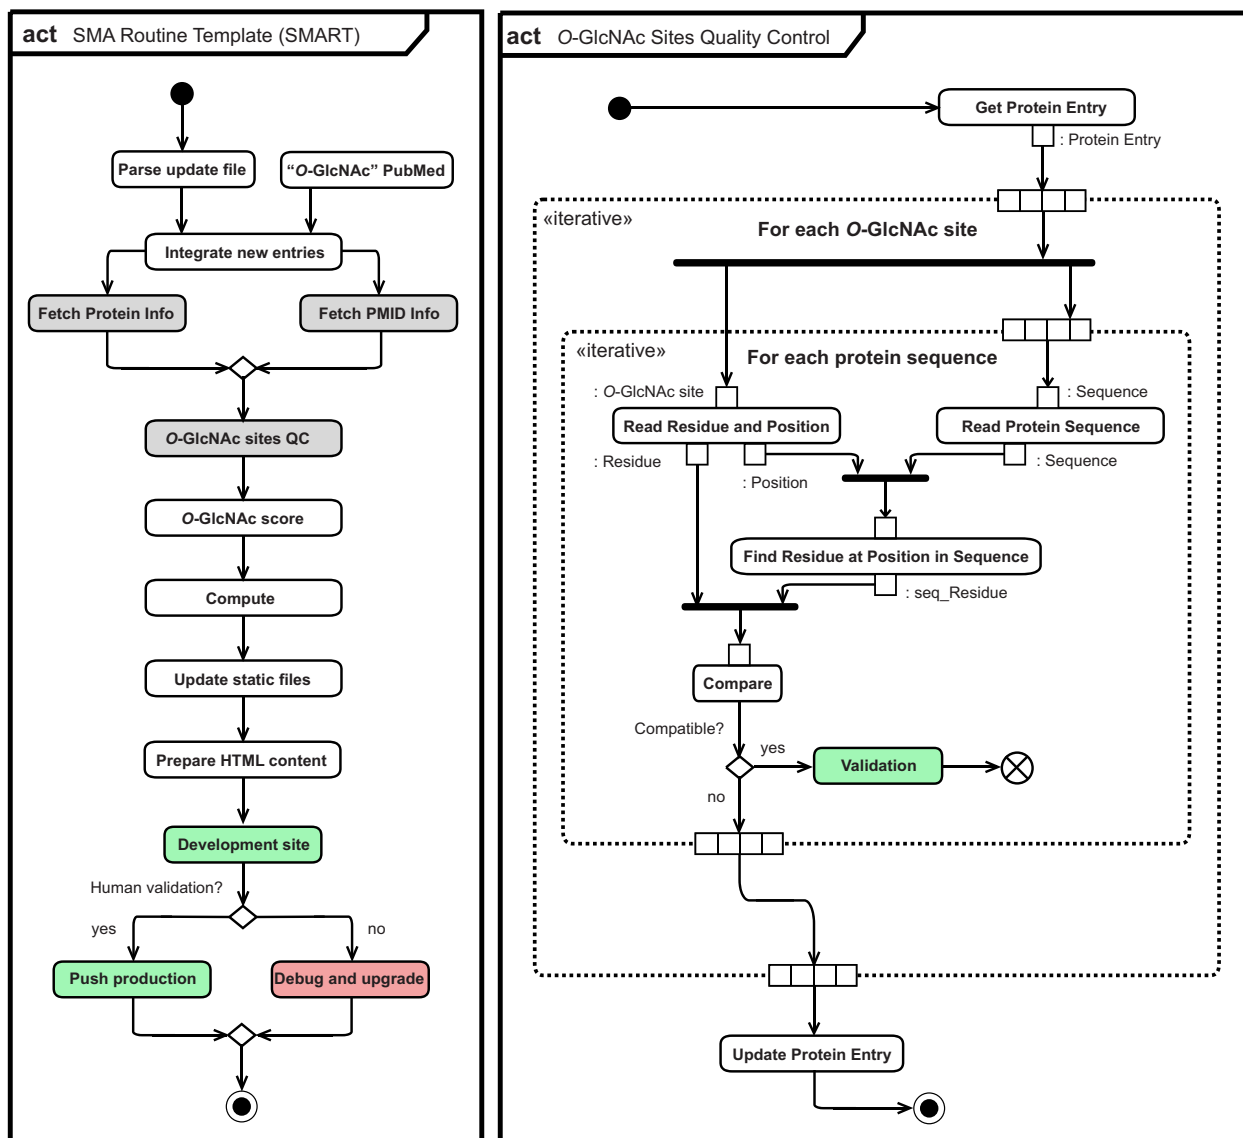 act SMA Routine Template (SMART)
Parse update file
“O-GlcNAc” PubMed
Integrate new entries
Fetch Protein Info
Fetch PMID Info
O-GlcNAc sites QC
O-GlcNAc score
Compute
Update static files
Prepare HTML content
Development site
Human validation?
yes
no
Push production
Debug and upgrade
act O-GlcNAc Sites Quality Control
Get Protein Entry
: Protein Entry
«iterative»
For each O-GlcNAc site
«iterative»
For each protein sequence
: O-GlcNAc site
: Sequence
Read Residue and Position
Read Protein Sequence
: Residue
: Position
: Sequence
Find Residue at Position in Sequence
: seq_Residue
Compare
Compatible?
yes
Validation
no
Update Protein Entry